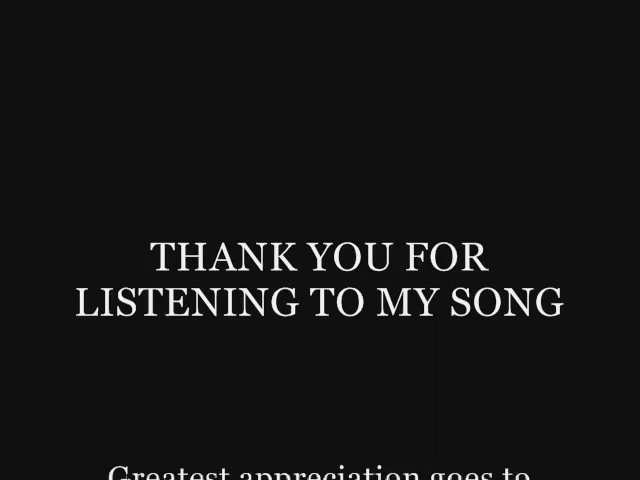 THANK YOU FOR
LISTENING TO MY SONG
Greatest appreciation goes to